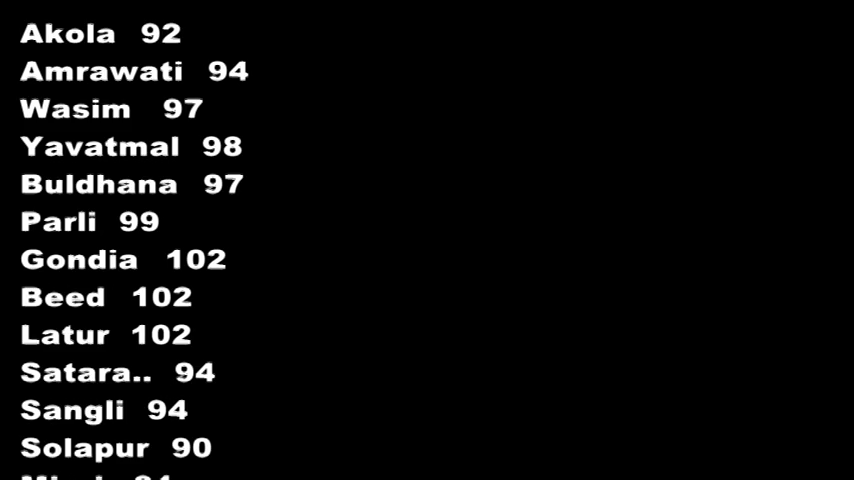 Akola 92
Amrawati 94
Wasim 97
Yavatmal 98
Buldhana 97
Parli 99
Gondia 102
Beed 102
Latur 102
Satara.. 94
Sangli 94
Solapur 90